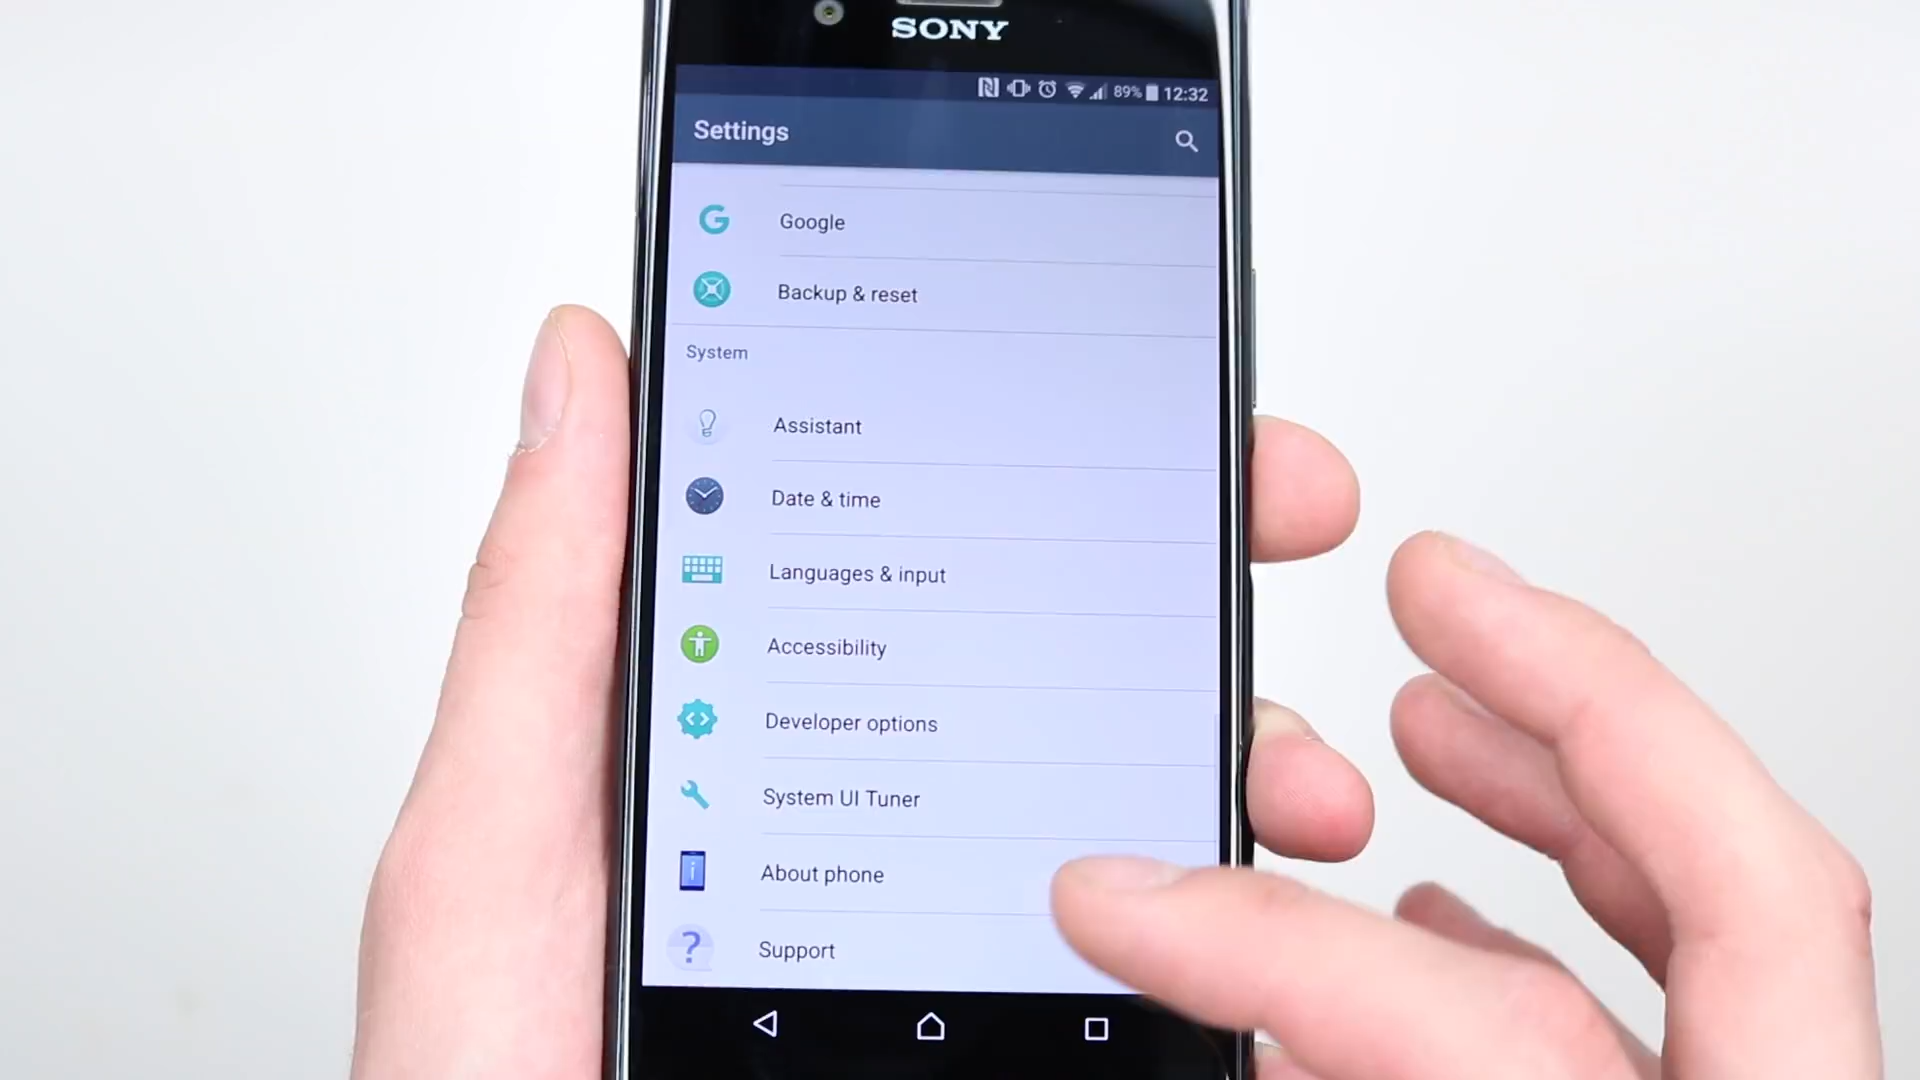 SONY
89% 12:32
Settings
Google
Backup & reset
System
Assistant
Date & time
Languages & input
Accessibility
Developer options
System UI Tuner
About phone
Support